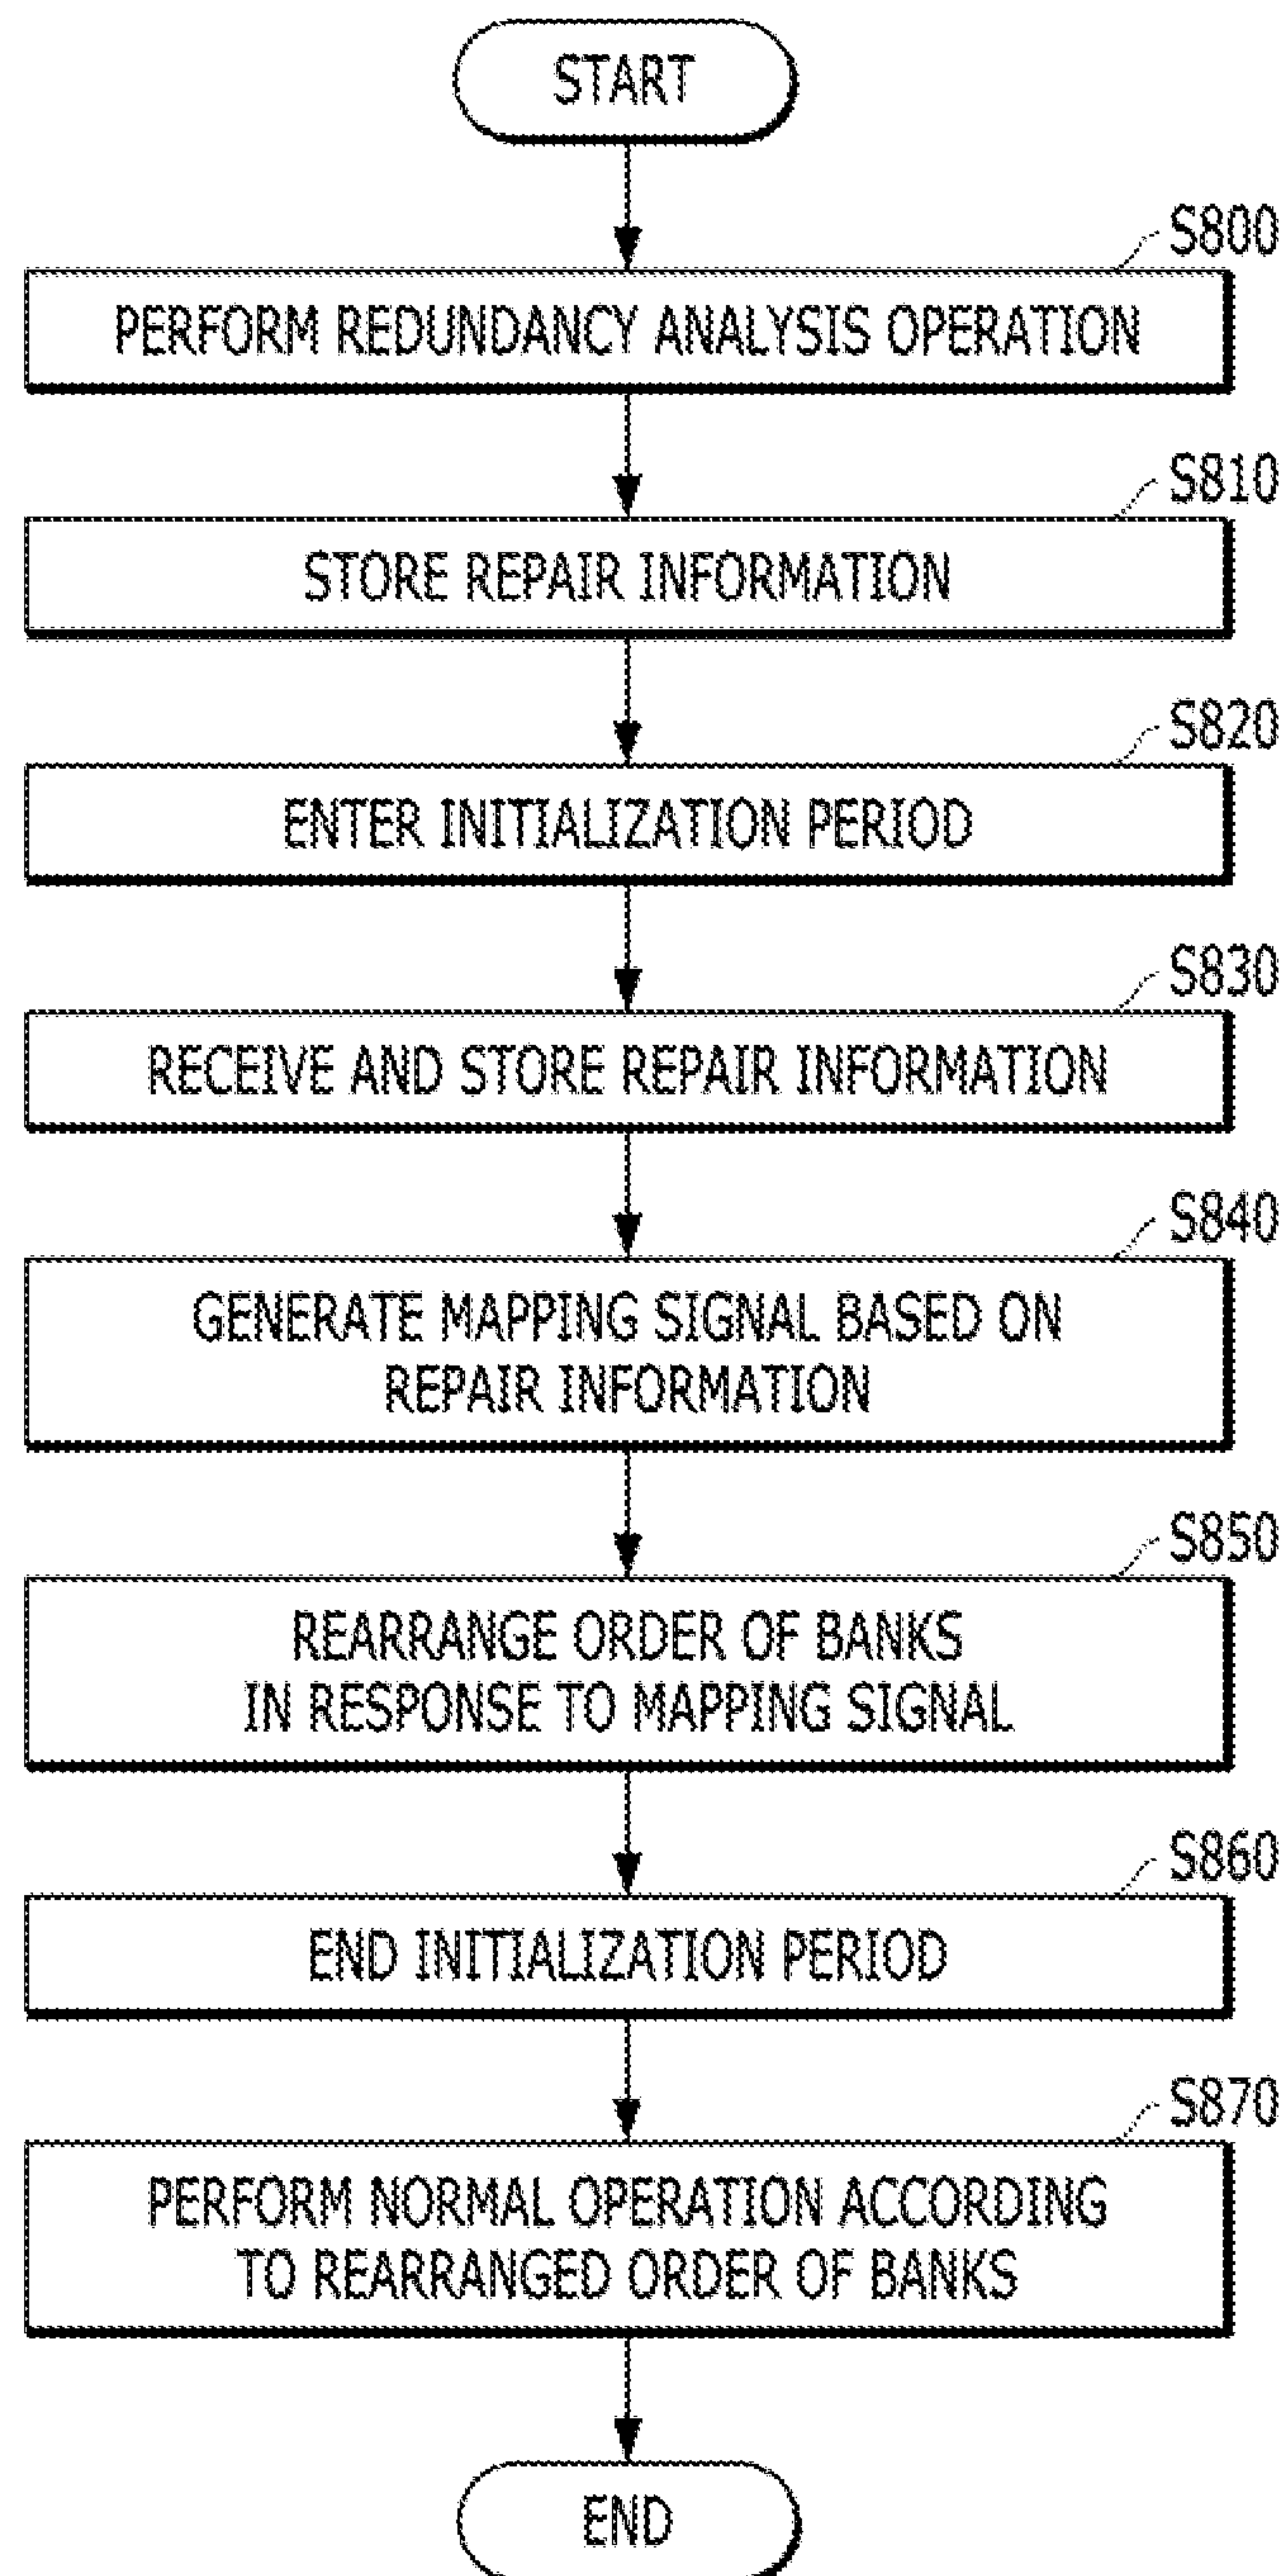 START
S800
PERFORM REDUNDANCY ANALYSIS OPERATION
S810
STORE REPAIR INFORMATION
S820
ENTER INITIALIZATION PERIOD
S830
RECEIVE AND STORE REPAIR INFORMATION
S840
GENERATE MAPPING SIGNAL BASED ON
REPAIR INFORMATION
S850
REARRANGE ORDER OF BANKS
IN RESPONSE TO MAPPING SIGNAL
S860
END INITIALIZATION PERIOD
S870
PERFORM NORMAL OPERATION ACCORDING
TO REARRANGED ORDER OF BANKS
END